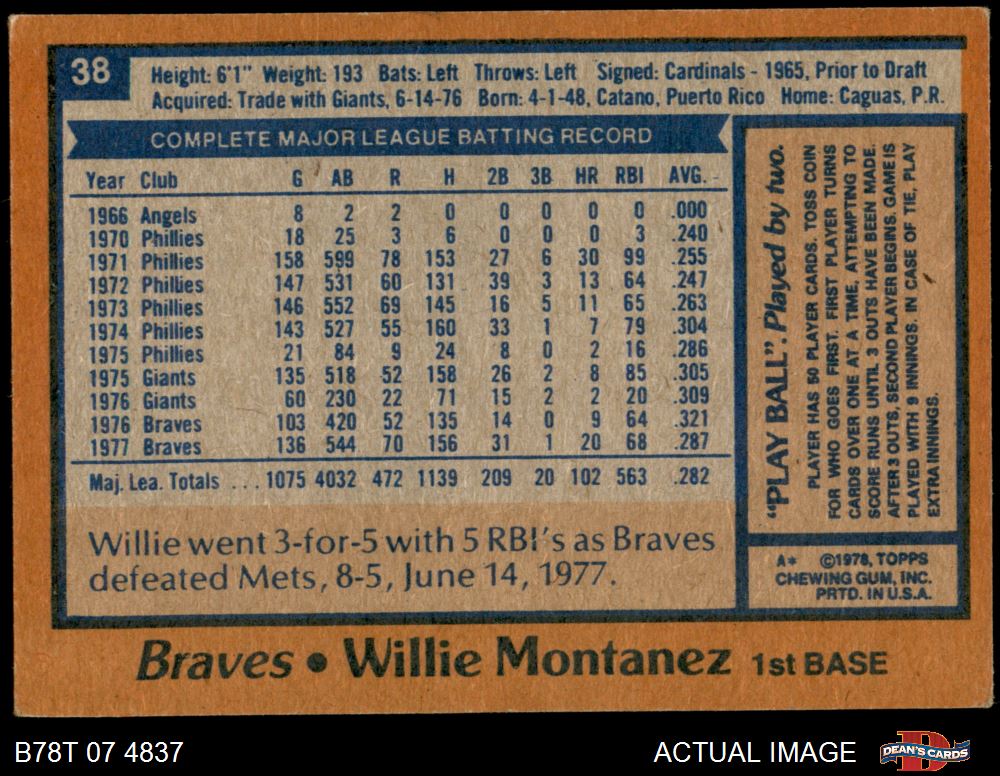 38
Height: 6'1" Weight: 193 Bats: Left Throws: Left Signed: Cardinals - 1965, Prior to Draft
Acquired: Trade with Giants, 6-14-76 Born: 4-1-48, Catano, Puerto Rico Home: Caguas, P.R.
COMPLETE MAJOR LEAGUE BATTING RECORD
Year Club G AB R H 2B 3B HR RBI AVG.
1966 Angels 8 2 2 0 0 0 0 0 .000
1970 Phillies 18 25 3 6 0 0 0 3 .240
1971 Phillies 158 599 78 153 27 6 30 99 .255
1972 Phillies 147 531 60 131 39 3 13 64 .247
1973 Phillies 146 552 69 145 16 5 11 65 .263
1974 Phillies 143 527 55 160 33 1 7 79 .304
1975 Phillies 21 84 9 24 8 0 2 16 .286
1975 Giants 135 518 52 158 26 2 8 85 .305
1976 Giants 60 230 22 71 15 2 2 20 .309
1976 Braves 103 420 52 135 14 0 9 64 .321
1977 Braves 136 544 70 156 31 1 20 68 .287
Maj. Lea. Totals ... 1075 4032 472 1139 209 20 102 563 .282
Willie went 3-for-5 with 5 RBI's as Braves
defeated Mets, 8-5, June 14, 1977.
"PLAY BALL". Played by two.
PLAYER HAS 50 PLAYER CARDS. TOSS COIN
FOR WHO GOES FIRST. FIRST PLAYER TURNS
CARDS OVER ONE AT A TIME, ATTEMPTING TO
SCORE RUNS UNTIL 3 OUTS HAVE BEEN MADE.
AFTER 3 OUTS, SECOND PLAYER BEGINS. GAME IS
PLAYED WITH 9 INNINGS. IN CASE OF TIE, PLAY
EXTRA INNINGS.
A* ©1978, TOPPS
CHEWING GUM, INC.
PRTD. IN U.S.A.
Braves • Willie Montanez 1st BASE
B78T 07 4837
ACTUAL IMAGE
DEAN'S CARDS